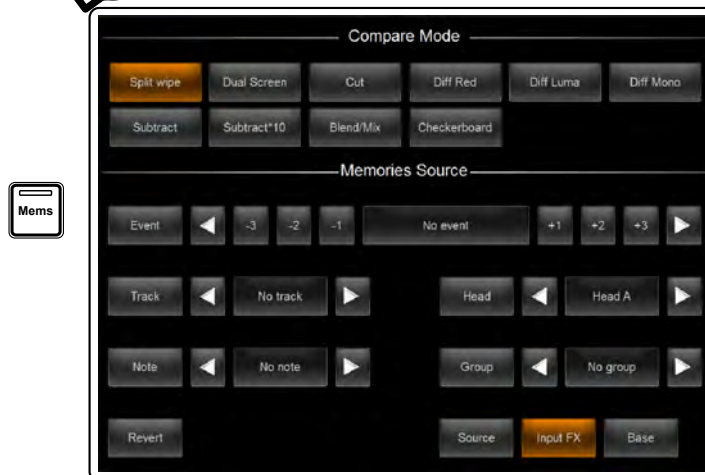 Compare Mode
Split wipe Dual Screen Cut Diff Red Diff Luma Diff Mono
Subtract Subtract*10 Blend/Mix Checkerboard
Memories Source
Mems
Event -3 -2 -1 No event +1 +2 +3
Track No track Head Head A
Note No note Group No group
Revert Source Input FX Base